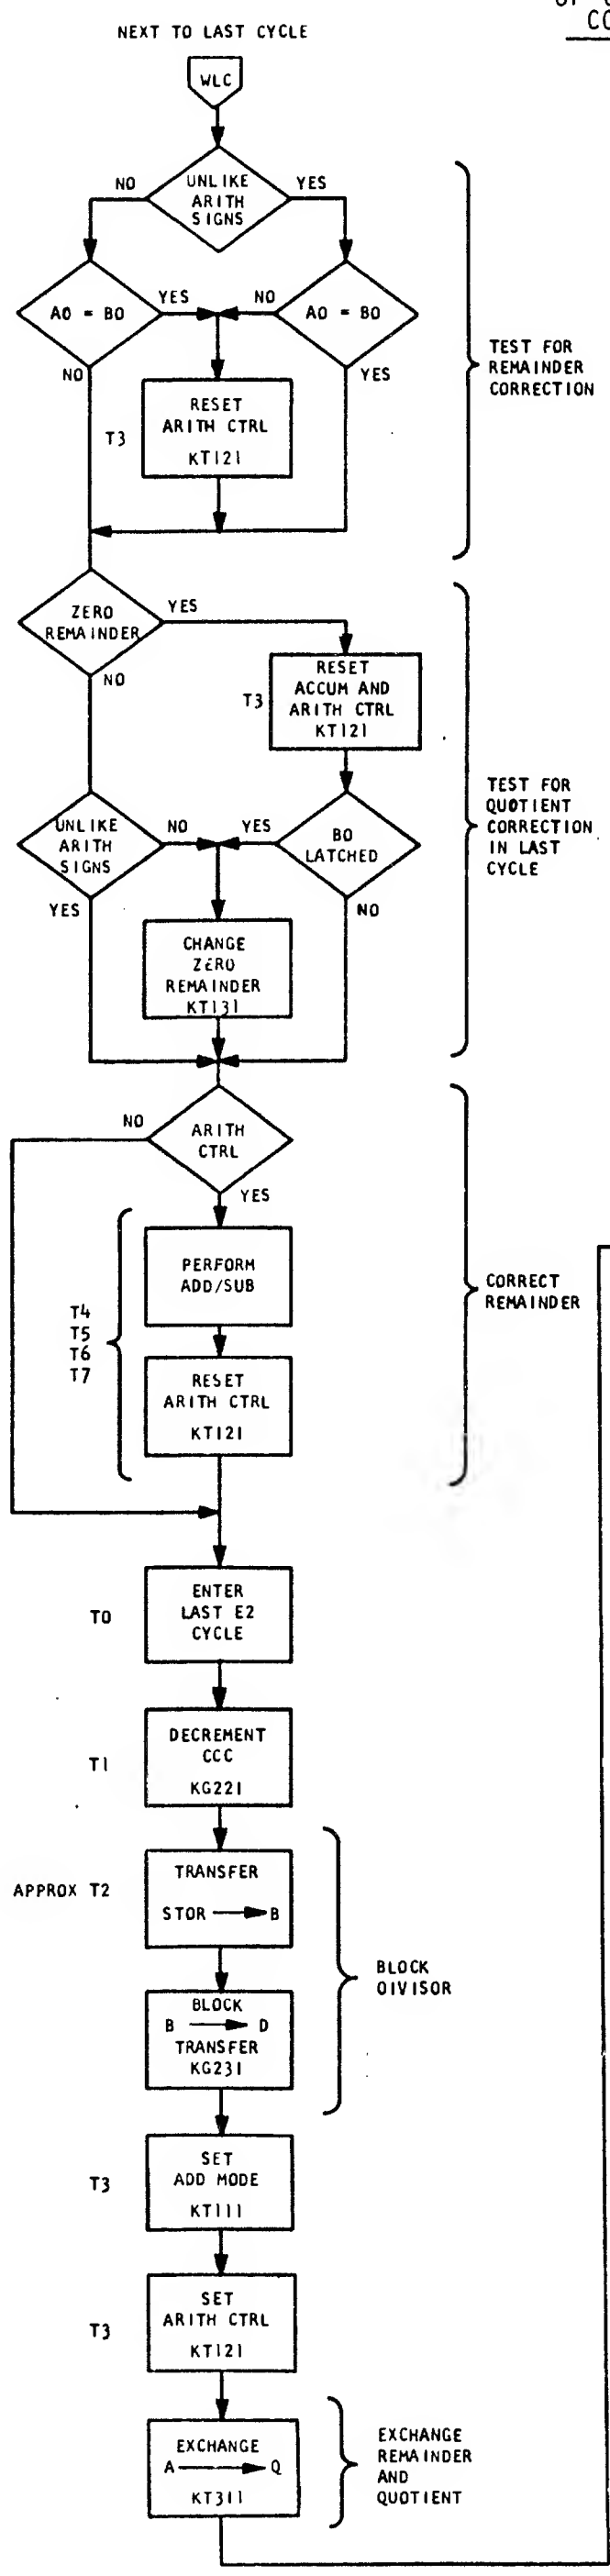 NEXT TO LAST CYCLE
WLC
UNLIKE
ARITH
SIGNS
NO
YES
A0 = B0
YES
NO
A0 = B0
NO
YES
RESET
ARITH CTRL
KT121
T3
TEST FOR
REMAINDER
CORRECTION
ZERO
REMAINDER
YES
NO
T3
RESET
ACCUM AND
ARITH CTRL
KT121
UNLIKE
ARITH
SIGNS
NO
YES
BO
LATCHED
YES
NO
CHANGE
ZERO
REMAINDER
KT131
TEST FOR
QUOTIENT
CORRECTION
IN LAST
CYCLE
NO
ARITH
CTRL
YES
PERFORM
ADD/SUB
T4
T5
T6
T7
RESET
ARITH CTRL
KT121
CORRECT
REMAINDER
T0
ENTER
LAST E2
CYCLE
T1
DECREMENT
CCC
KG221
APPROX T2
TRANSFER
STOR → B
BLOCK
B → D
TRANSFER
KG231
BLOCK
DIVISOR
T3
SET
ADD MODE
KT111
T3
SET
ARITH CTRL
KT121
EXCHANGE
A → Q
KT311
EXCHANGE
REMAINDER
AND
QUOTIENT